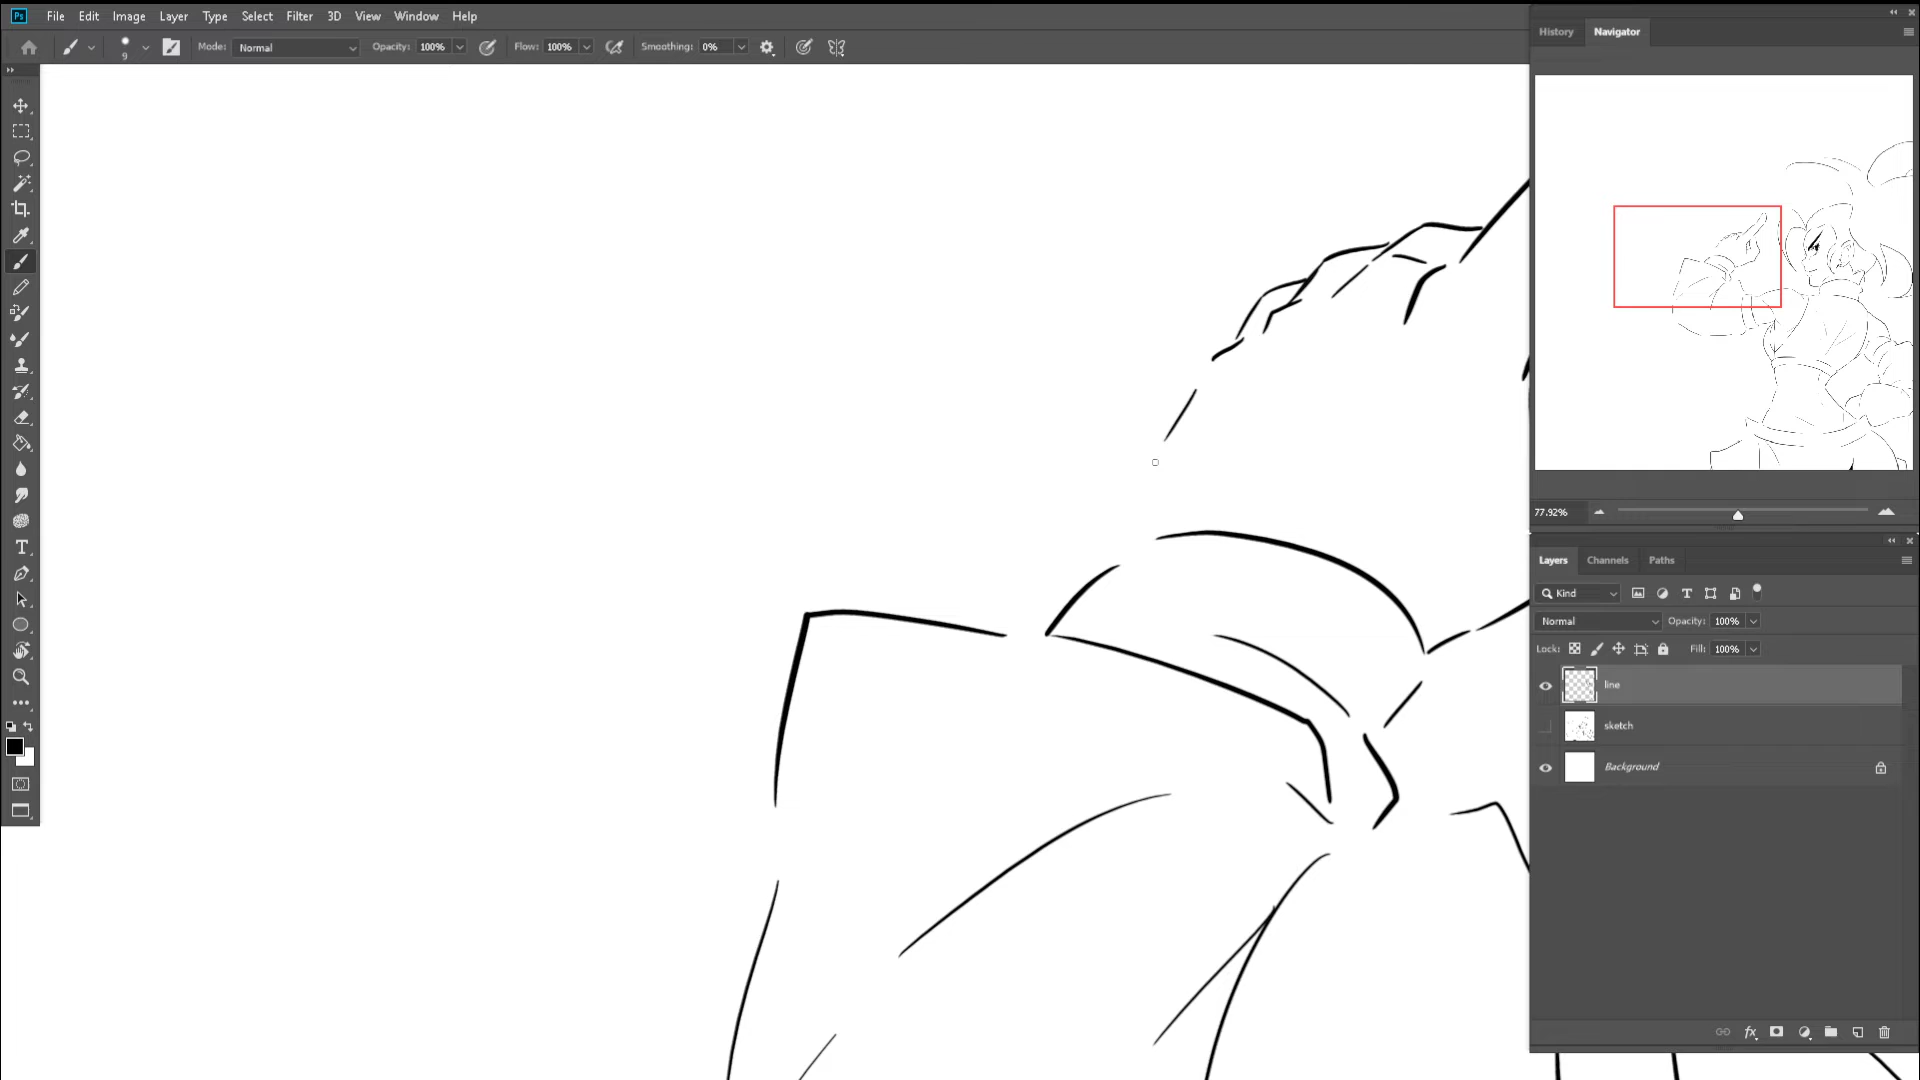 Ps File Edit Image Layer Type Select Filter 3D View Window Help
9 Mode: Normal Opacity: 100% Flow: 100% Smoothing: 0%
History Navigator
77.92%
Layers Channels Paths
Kind
Normal Opacity: 100%
Lock: Fill: 100%
line
sketch
Background